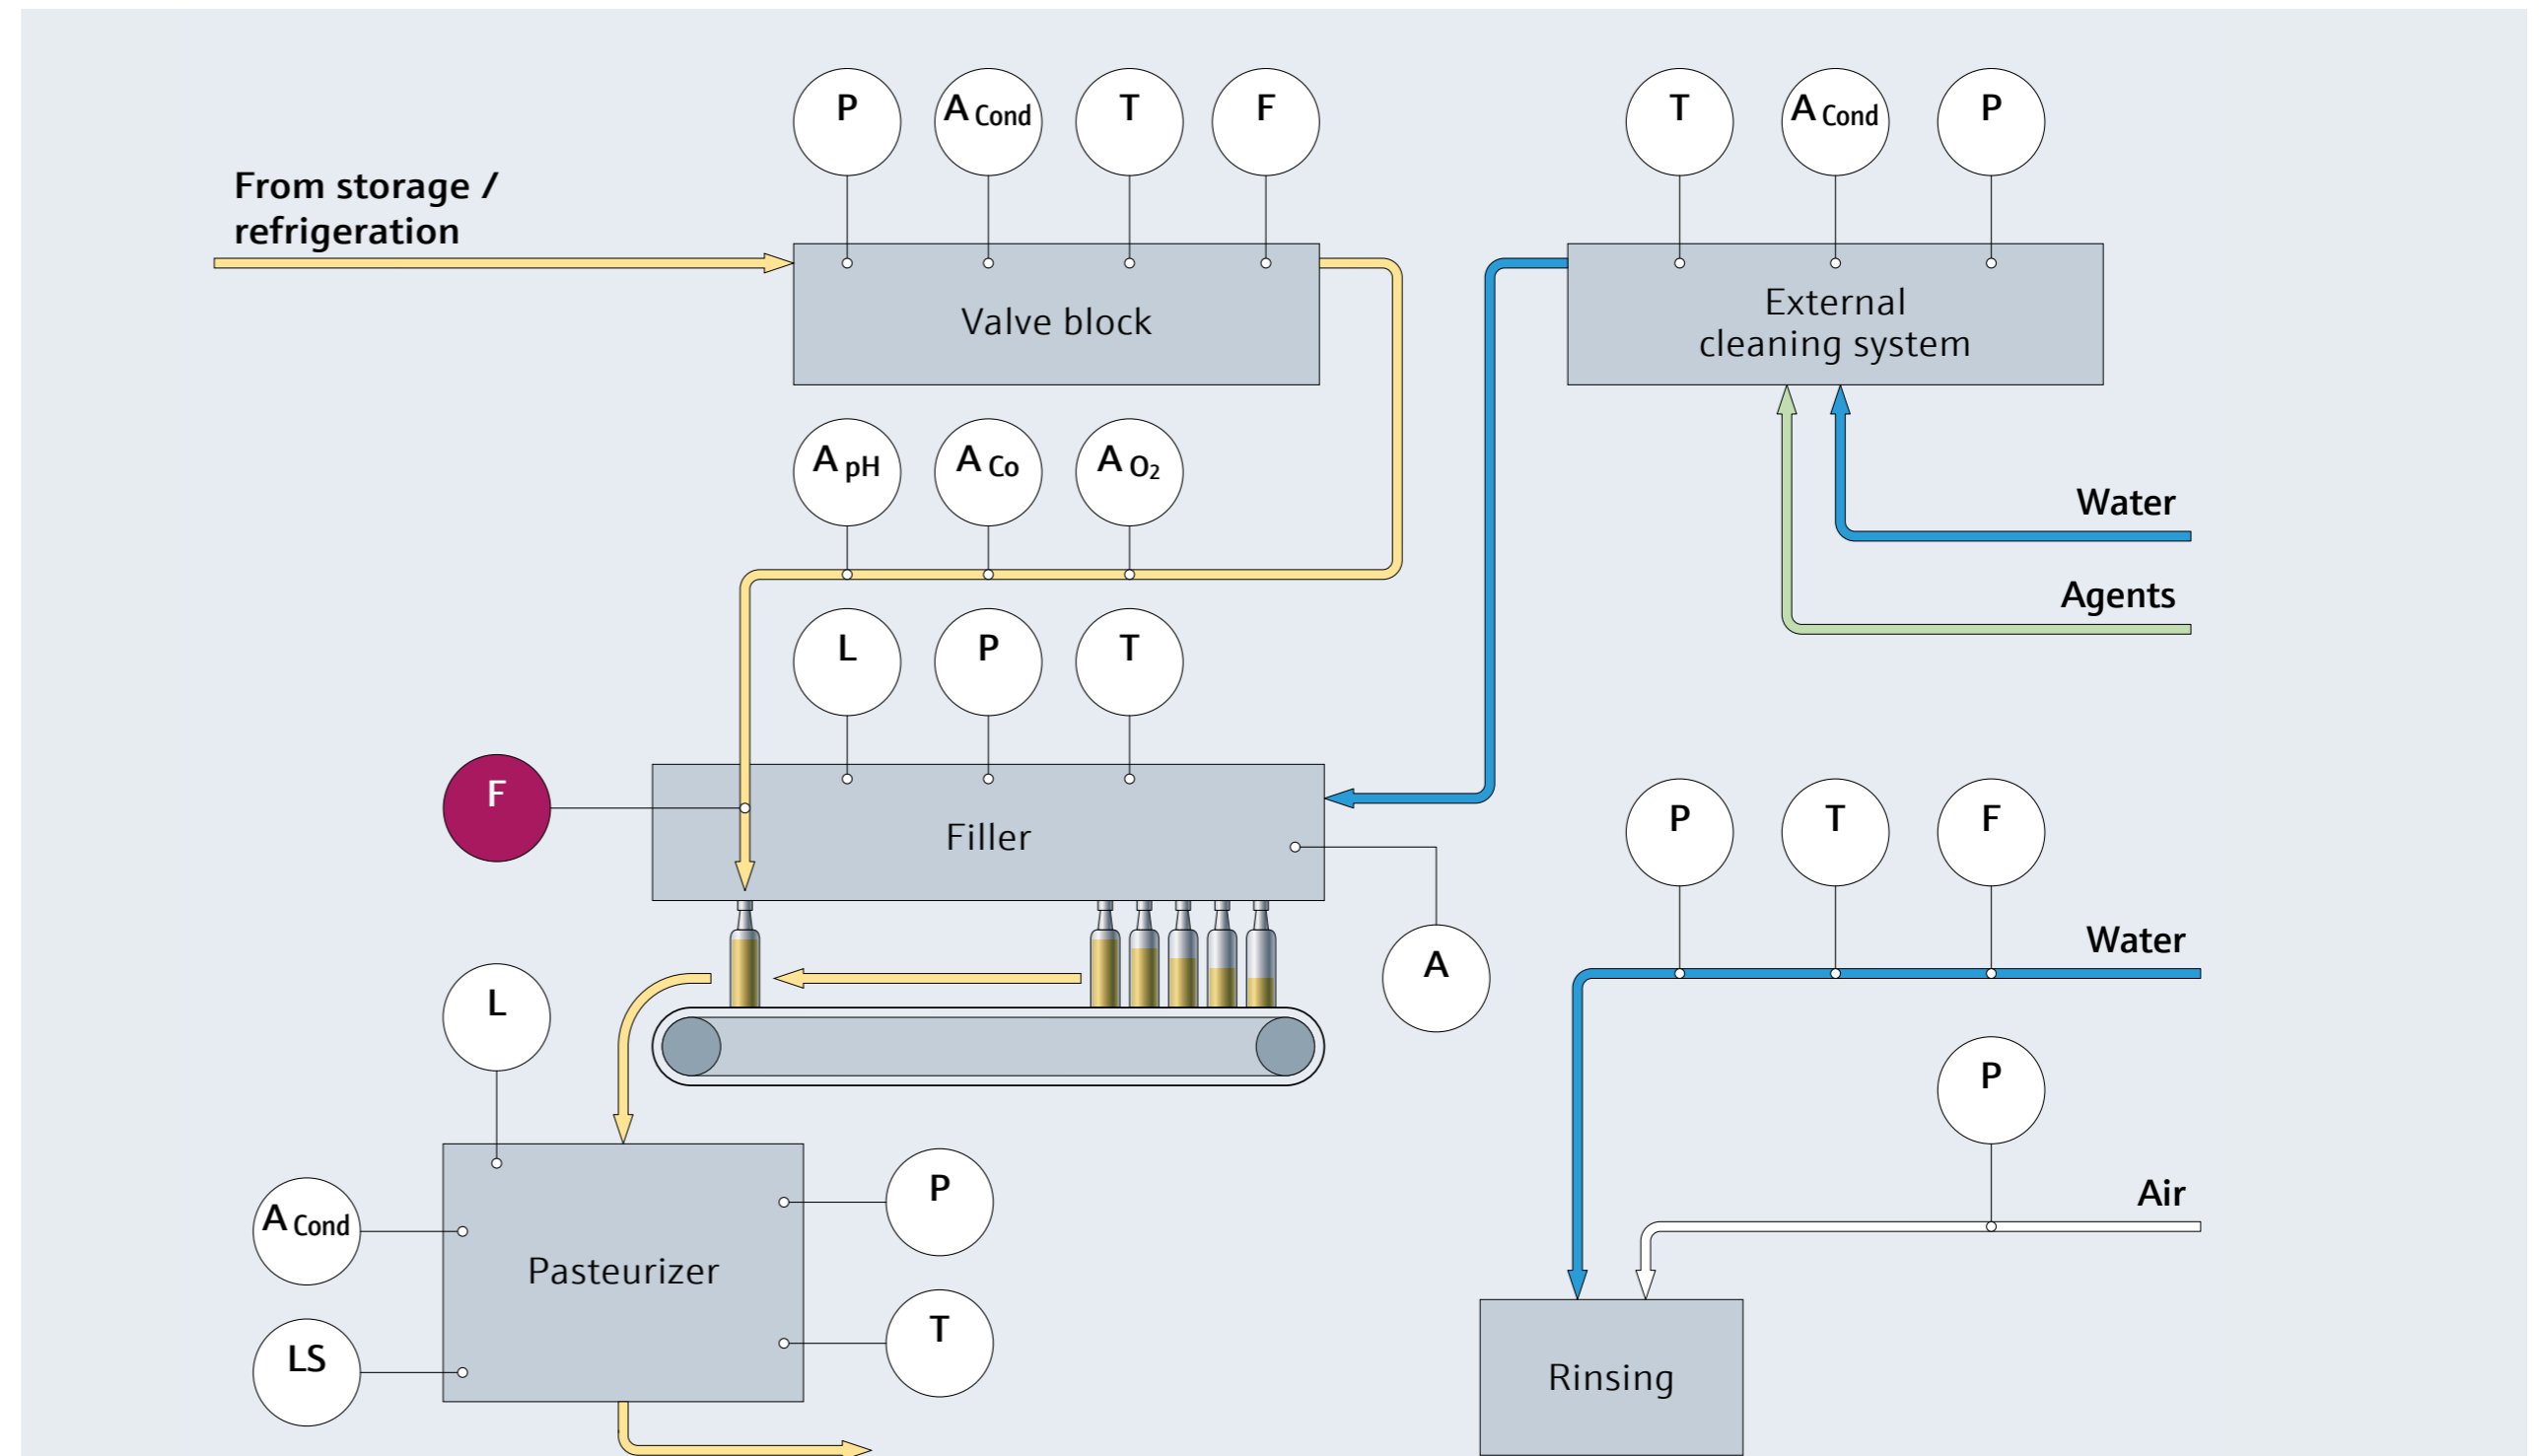 P
A Cond
T
F
T
A Cond
P
From storage /
refrigeration
Valve block
External
cleaning system
A pH
A Co
A O₂
Water
Agents
L
P
T
F
Filler
P
T
F
Water
A
L
P
Air
A Cond
P
Pasteurizer
T
LS
Rinsing